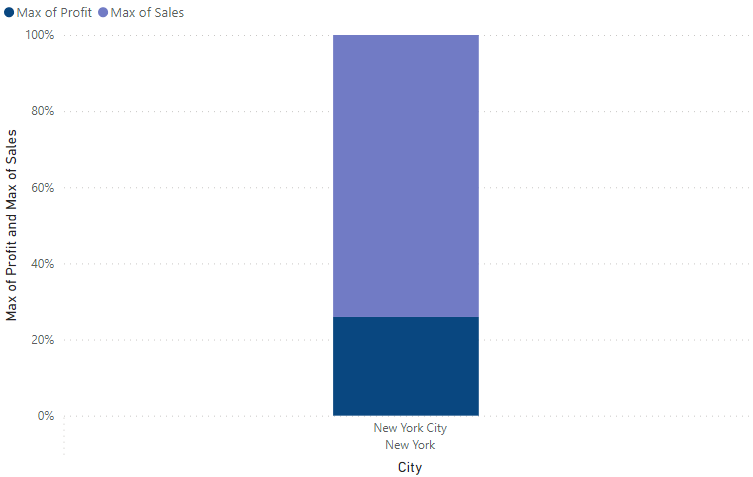 Max of Profit Max of Sales
100%
80%
60%
40%
20%
0%
Max of Profit and Max of Sales
New York City
New York
City